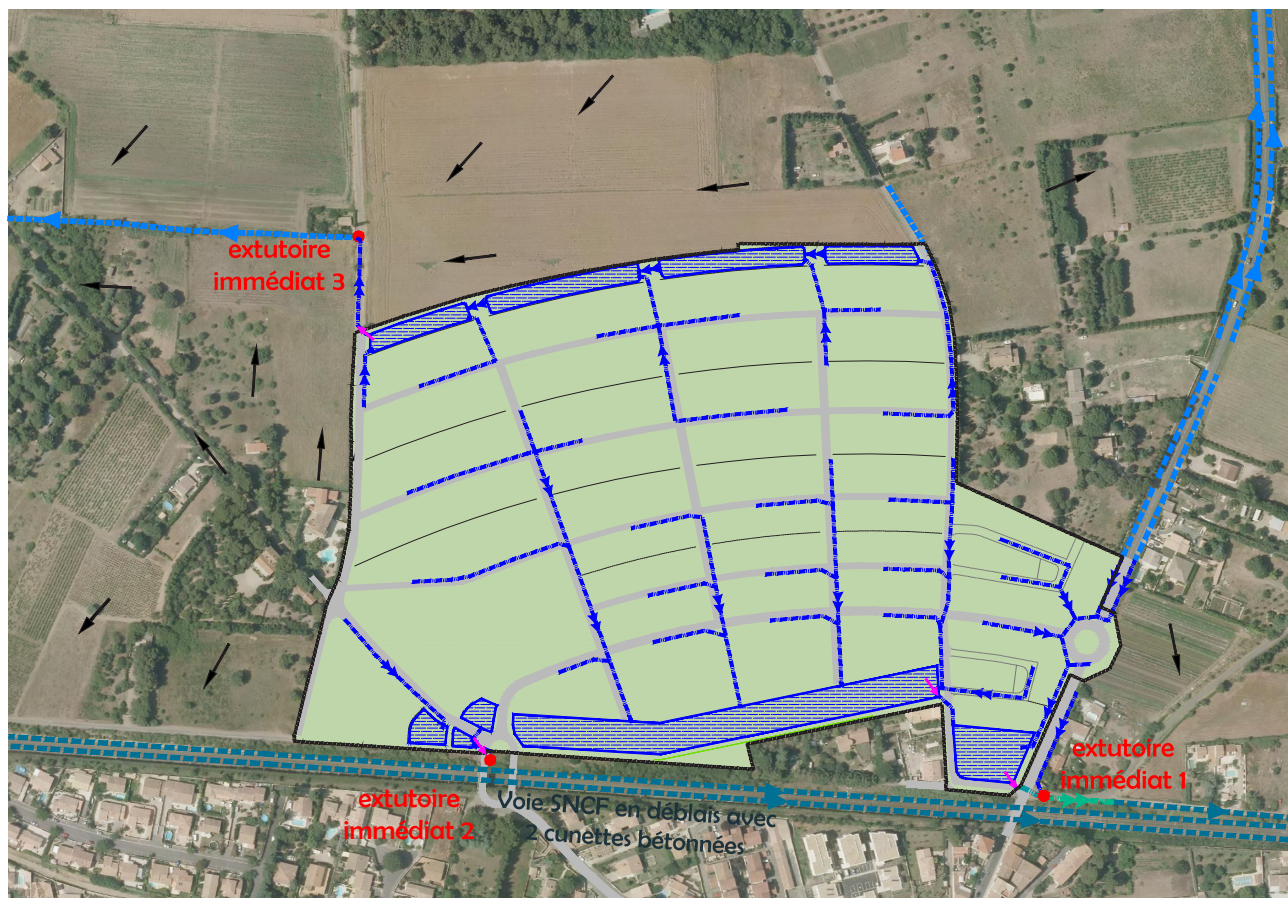 extutoire
immédiat 3
extutoire
immédiat 1
extutoire
immédiat 2
Voie SNCF en déblais avec
2 cunettes bétonnées